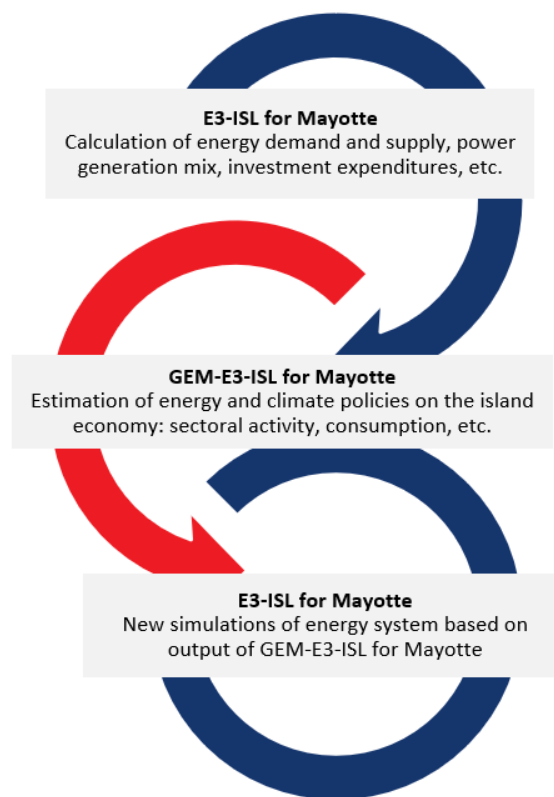 E3-ISL for Mayotte
Calculation of energy demand and supply, power
generation mix, investment expenditures, etc.
GEM-E3-ISL for Mayotte
Estimation of energy and climate policies on the island
economy: sectoral activity, consumption, etc.
E3-ISL for Mayotte
New simulations of energy system based on
output of GEM-E3-ISL for Mayotte